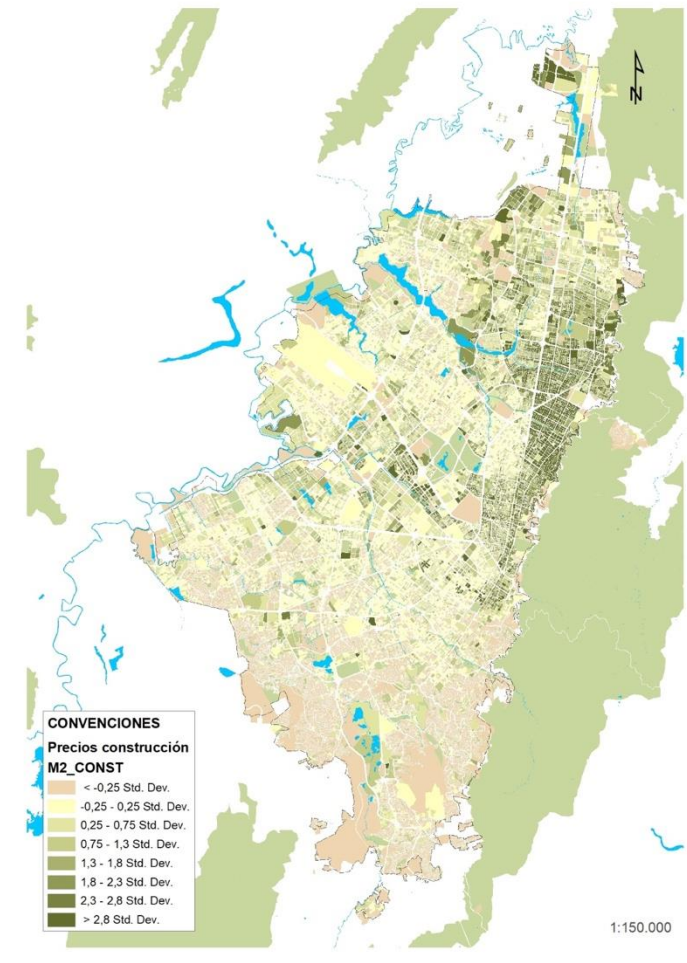 N
CONVENCIONES
Precios construcción
M2_CONST
< -0,25 Std. Dev.
-0,25 - 0,25 Std. Dev.
0,25 - 0,75 Std. Dev.
0,75 - 1,3 Std. Dev.
1,3 - 1,8 Std. Dev.
1,8 - 2,3 Std. Dev.
2,3 - 2,8 Std. Dev.
> 2,8 Std. Dev.
1:150.000